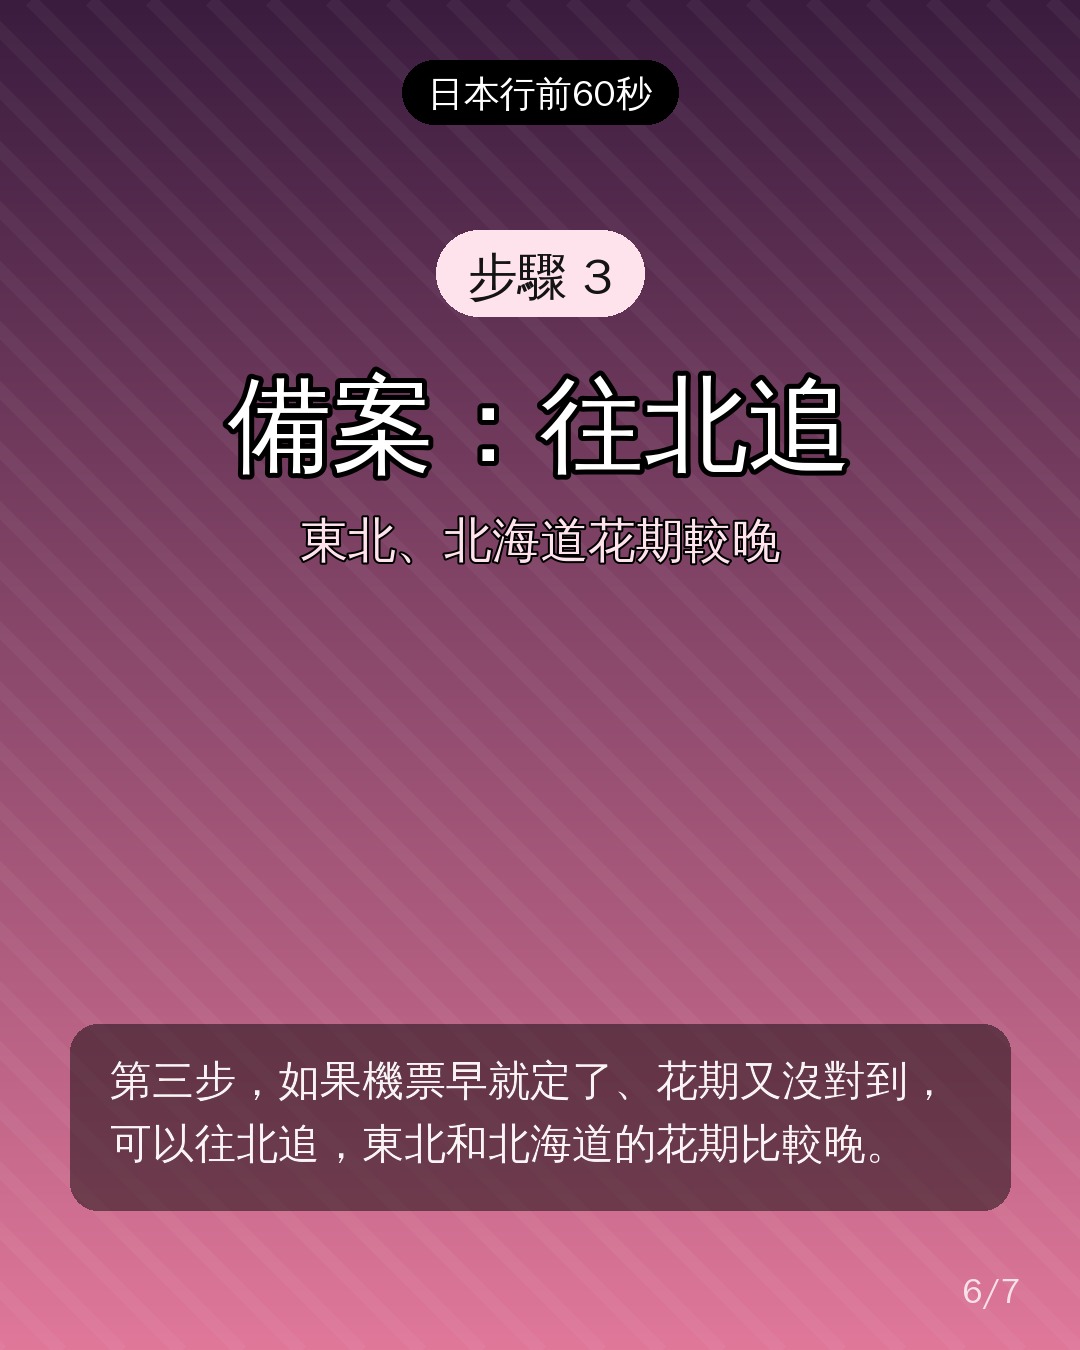 日本行前60秒
步驟 3
備案：往北追
東北、北海道花期較晚
第三步，如果機票早就定了、花期又沒對到，
可以往北追，東北和北海道的花期比較晚。
6/7